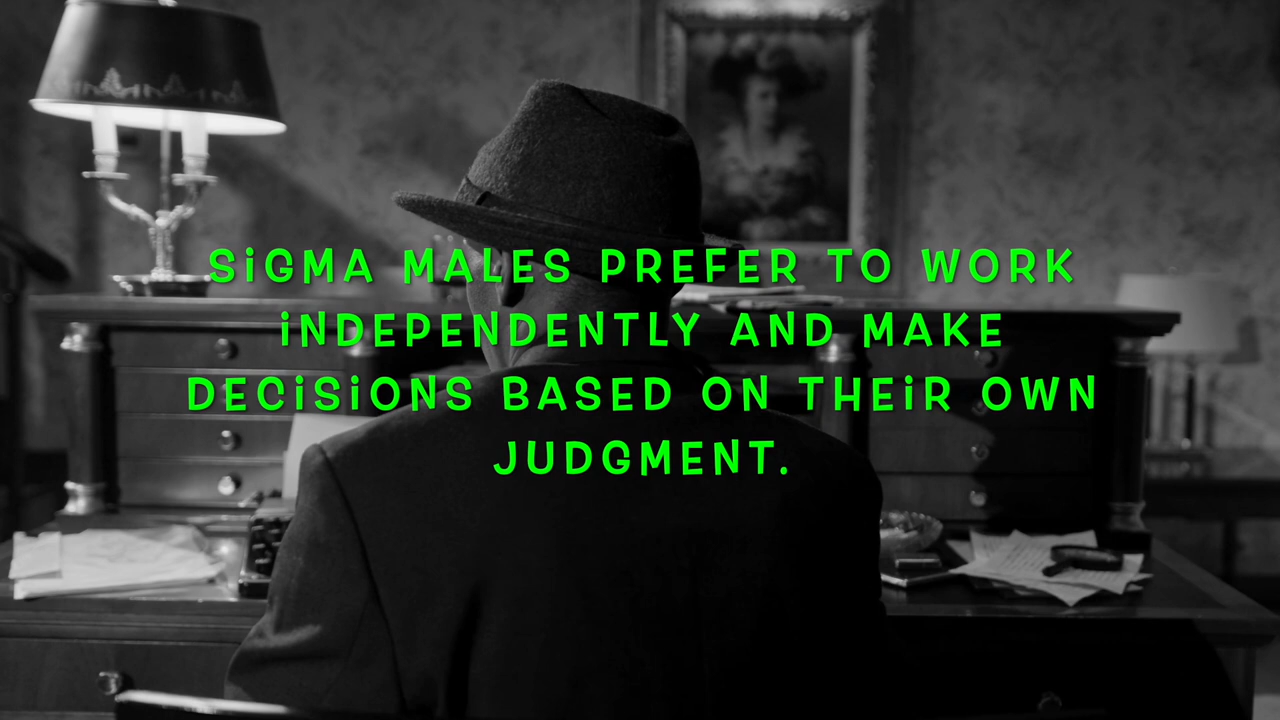 SiGMA MALES PREFER TO WORK
iNDEPENDENTLY AND MAKE
DECiSiONS BASED ON THEiR OWN
JUDGMENT.